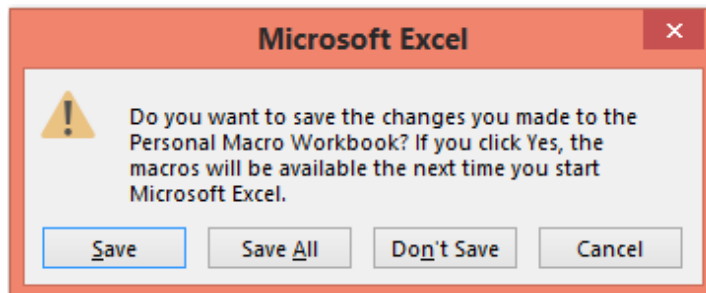 Microsoft Excel
Do you want to save the changes you made to the
Personal Macro Workbook? If you click Yes, the
macros will be available the next time you start
Microsoft Excel.
Save Save All Don't Save Cancel